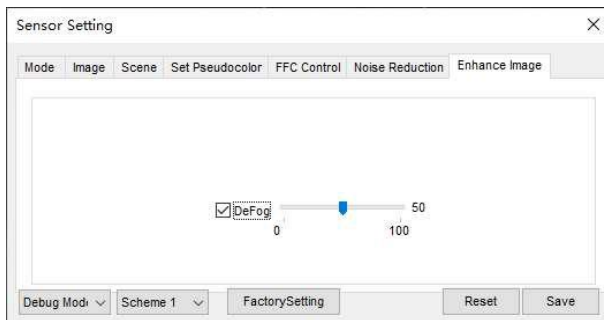 Sensor Setting
Mode Image Scene Set Pseudocolor FFC Control Noise Reduction Enhance Image
DeFog 50
0 100
Debug Mod Scheme 1 FactorySetting Reset Save